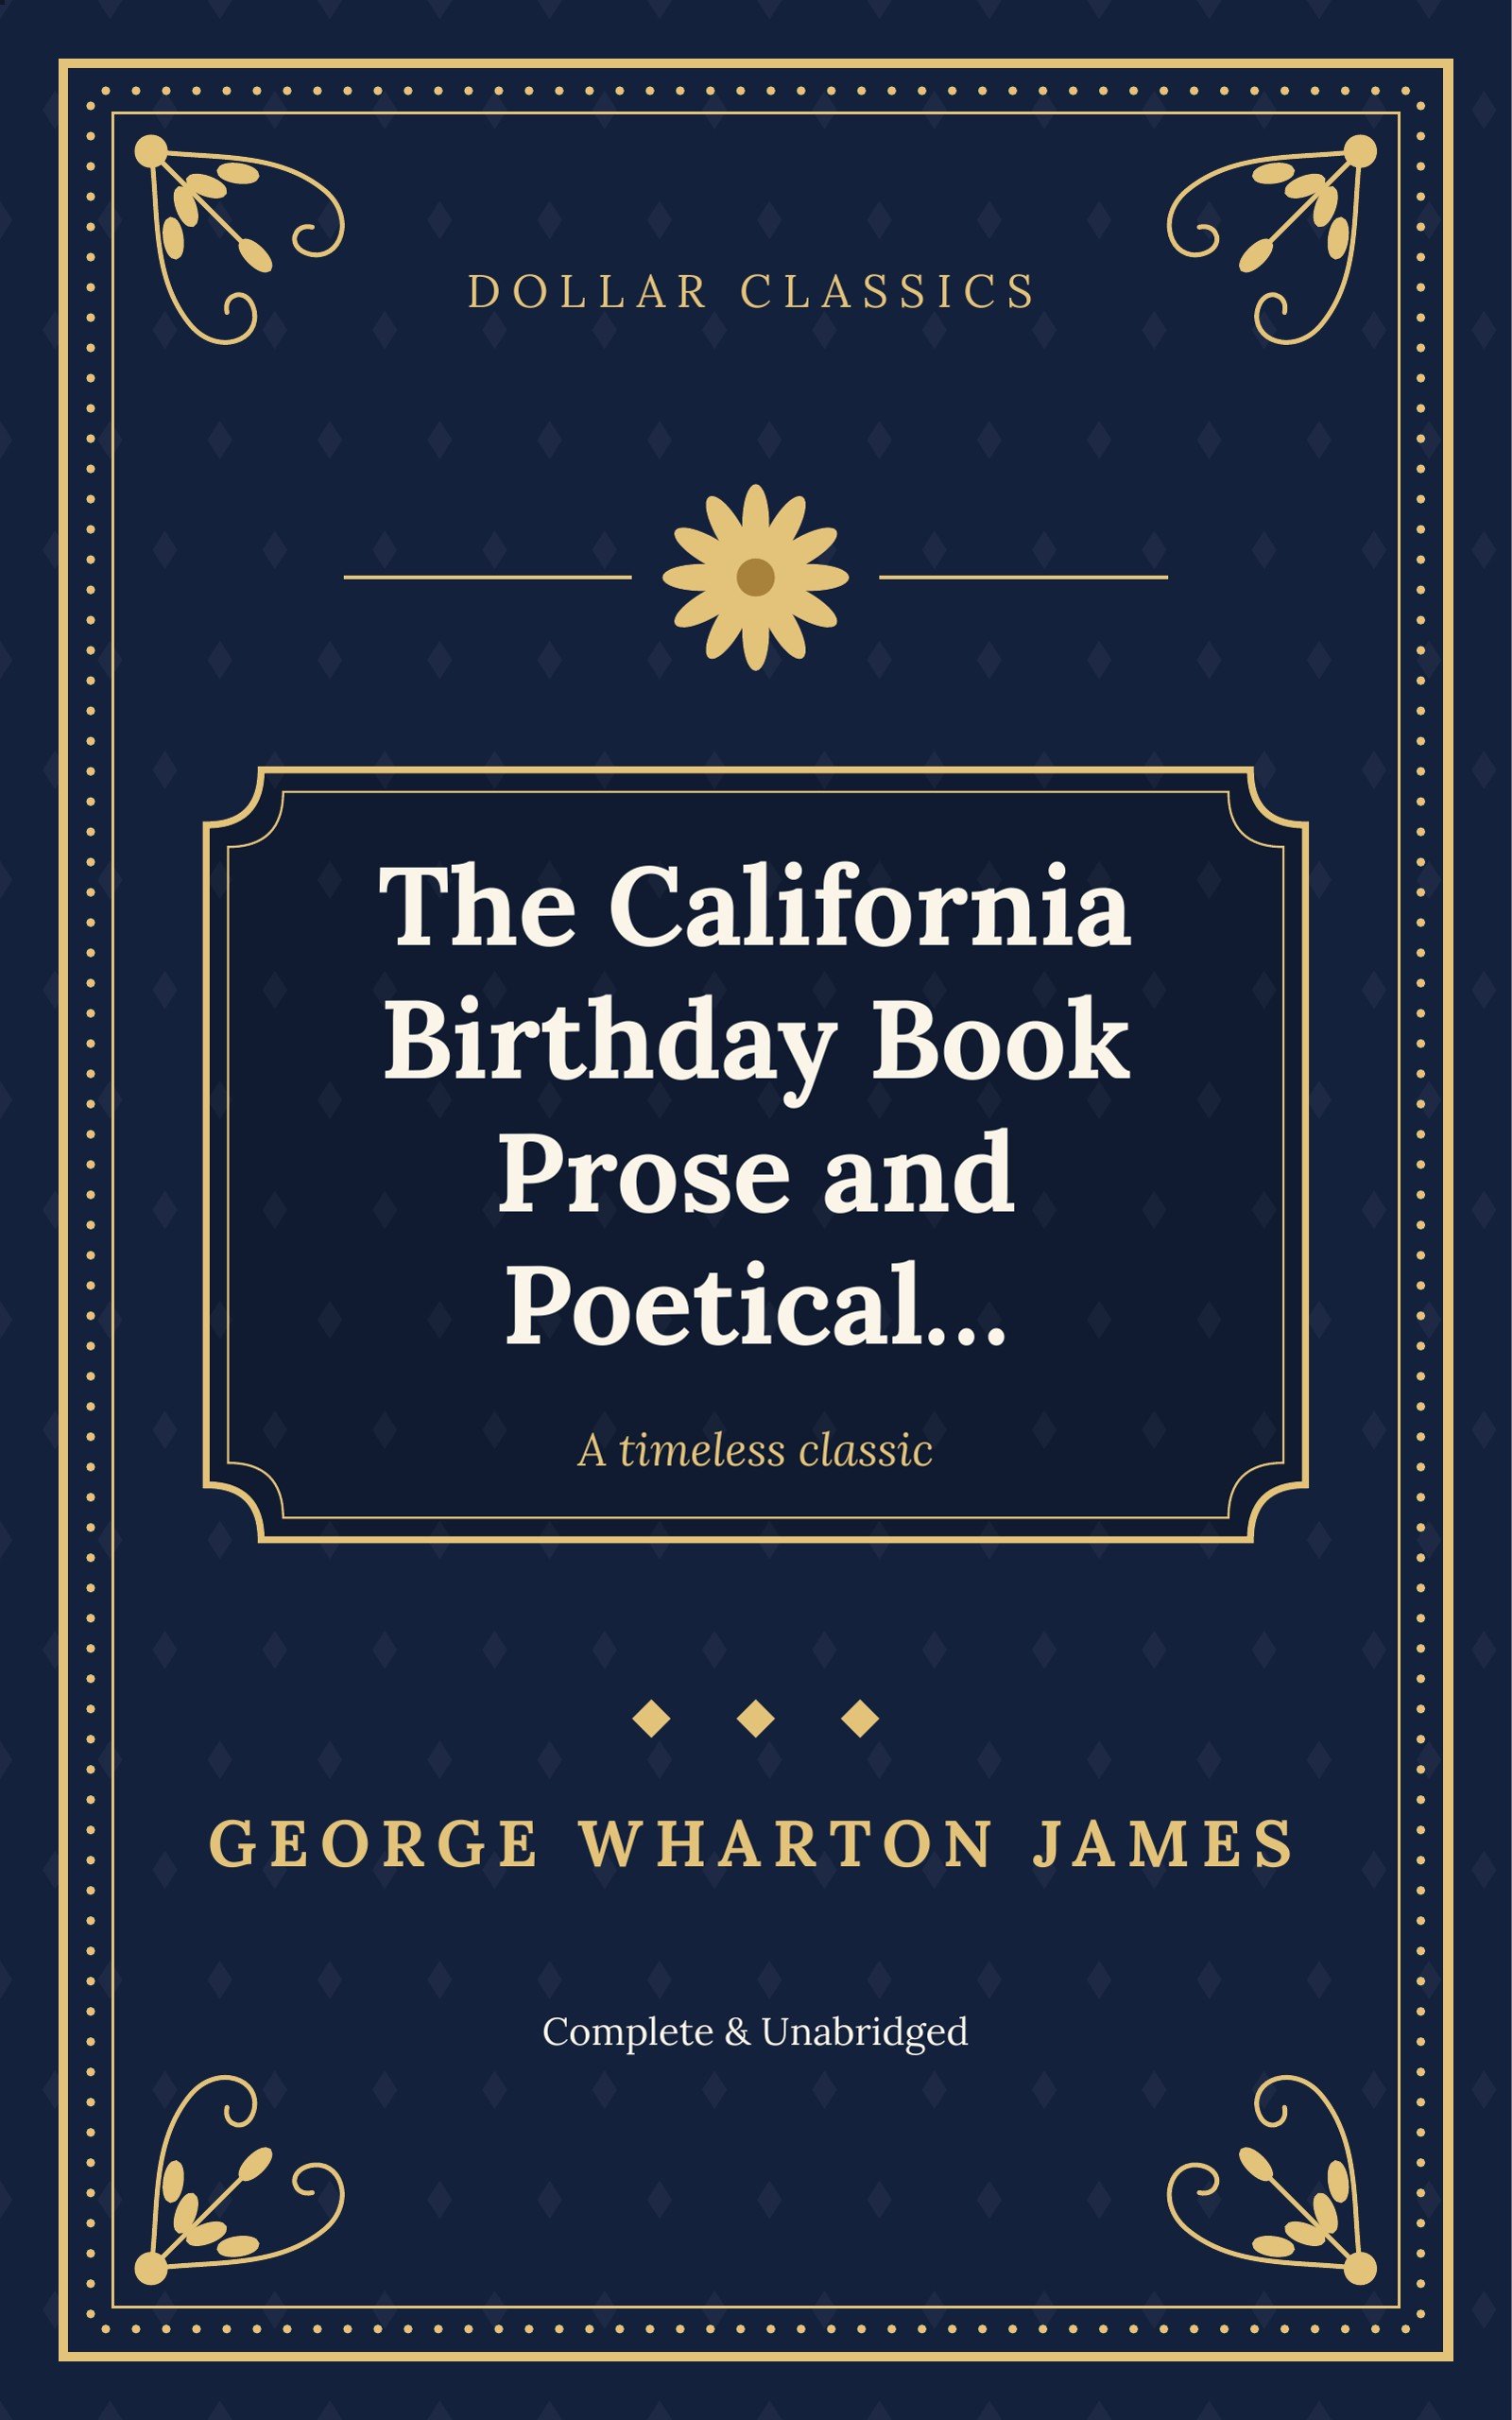 DOLLAR CLASSICS
The California
Birthday Book
Prose and
Poetical...
A timeless classic
GEORGE WHARTON JAMES
Complete & Unabridged